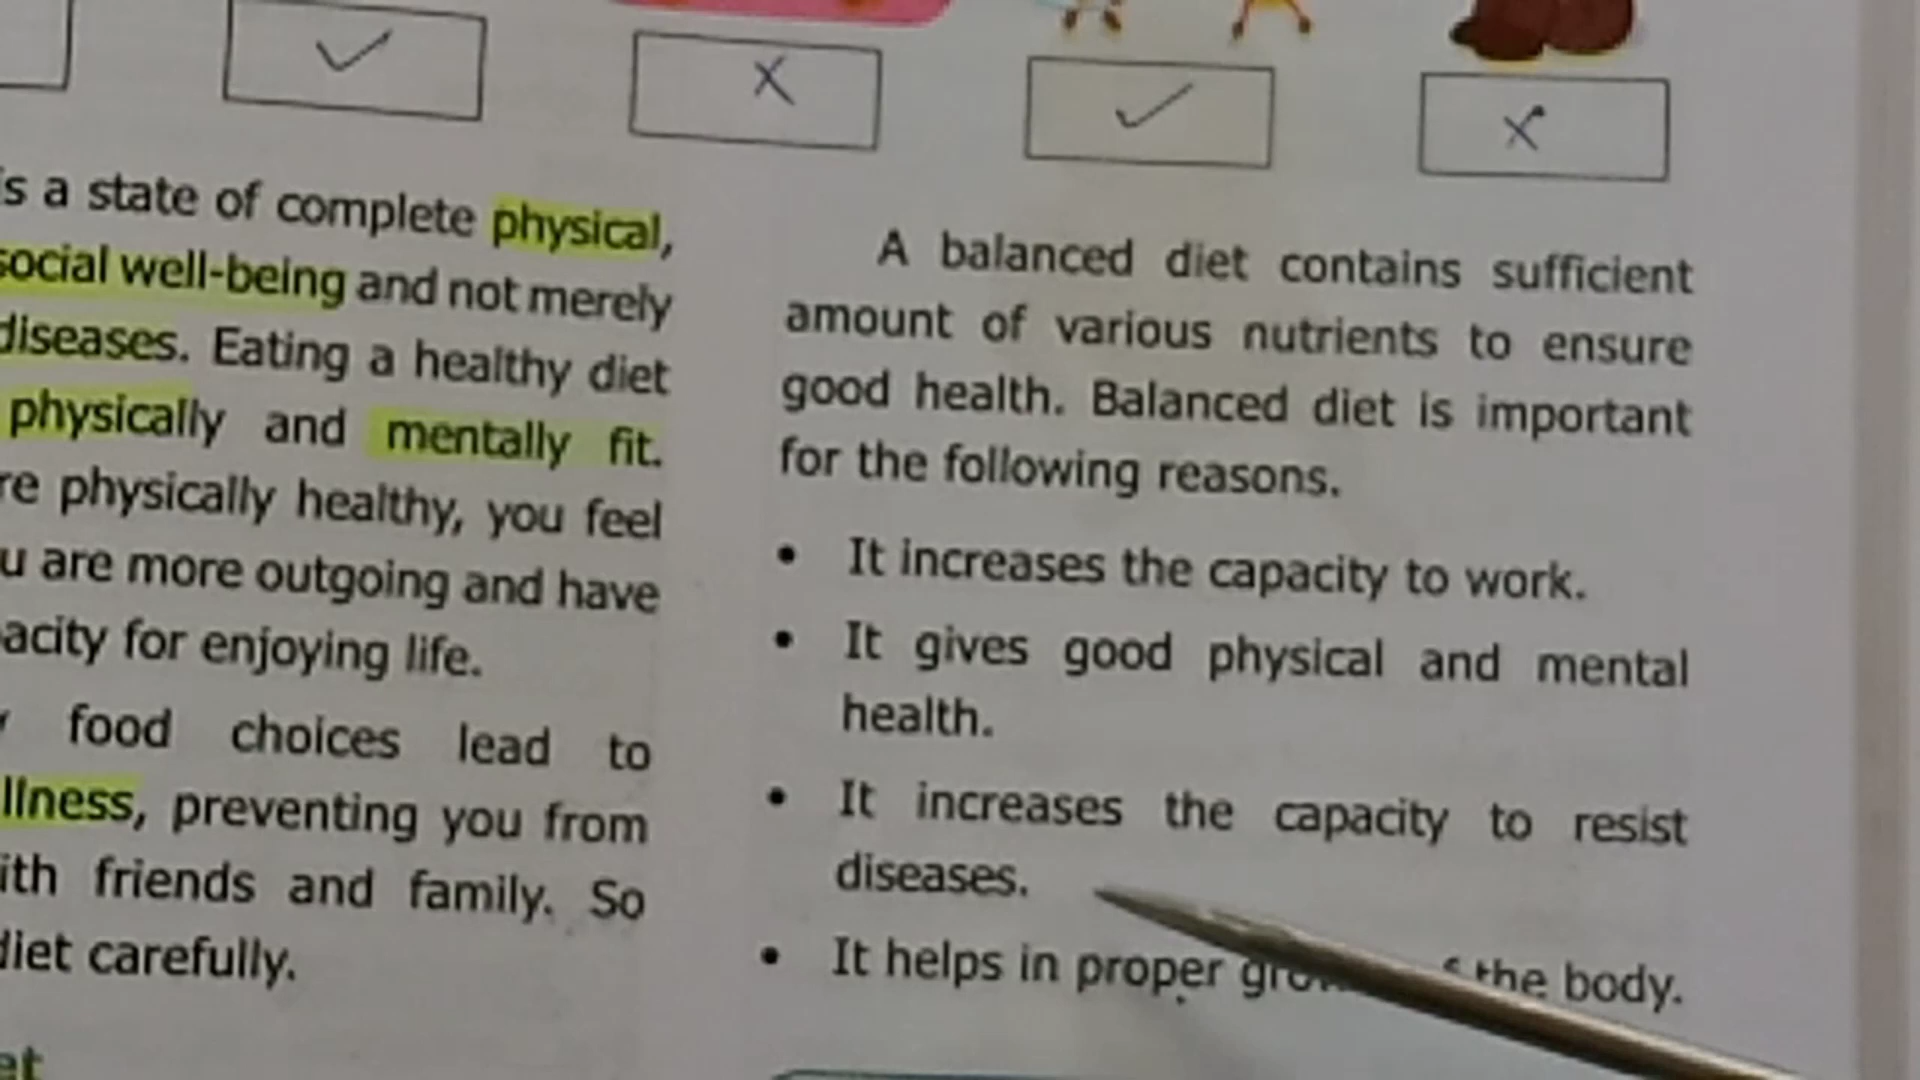 is a state of complete physical,
social well-being and not merely
diseases. Eating a healthy diet
physically and mentally fit.
re physically healthy, you feel
u are more outgoing and have
acity for enjoying life.
food choices lead to
llness, preventing you from
ith friends and family. So
diet carefully.
et
A balanced diet contains sufficient
amount of various nutrients to ensure
good health. Balanced diet is important
for the following reasons.
• It increases the capacity to work.
• It gives good physical and mental
health.
• It increases the capacity to resist
diseases.
• It helps in proper the body.